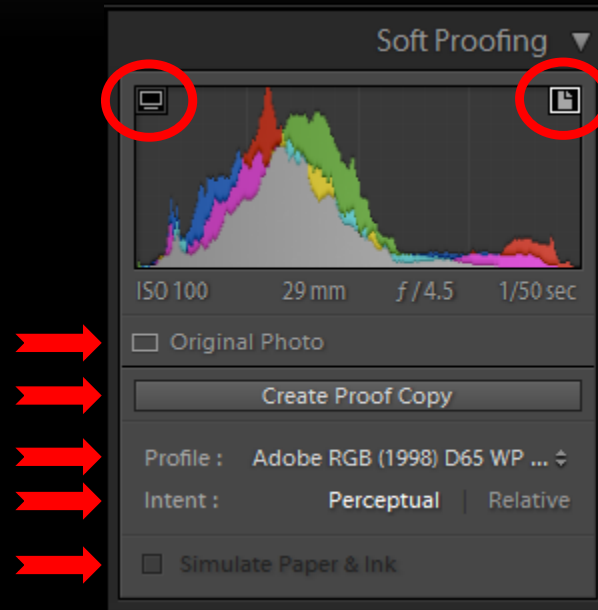 Soft Proofing
ISO 100 29 mm ƒ / 4.5 1/50 sec
Original Photo
Create Proof Copy
Profile : Adobe RGB (1998) D65 WP ...
Intent : Perceptual | Relative
Simulate Paper & Ink